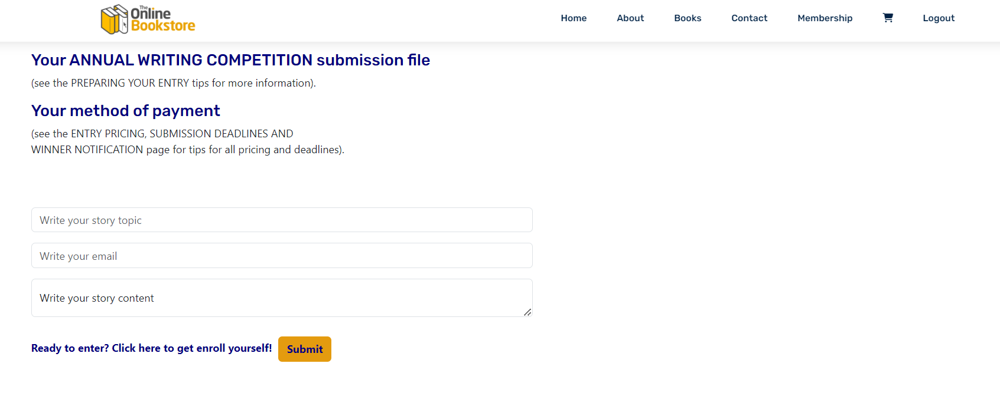 The
Online
Bookstore
Home About Books Contact Membership Logout
Your ANNUAL WRITING COMPETITION submission file
(see the PREPARING YOUR ENTRY tips for more information).
Your method of payment
(see the ENTRY PRICING, SUBMISSION DEADLINES AND
WINNER NOTIFICATION page for tips for all pricing and deadlines).
Write your story topic
Write your email
Write your story content
Ready to enter? Click here to get enroll yourself! Submit